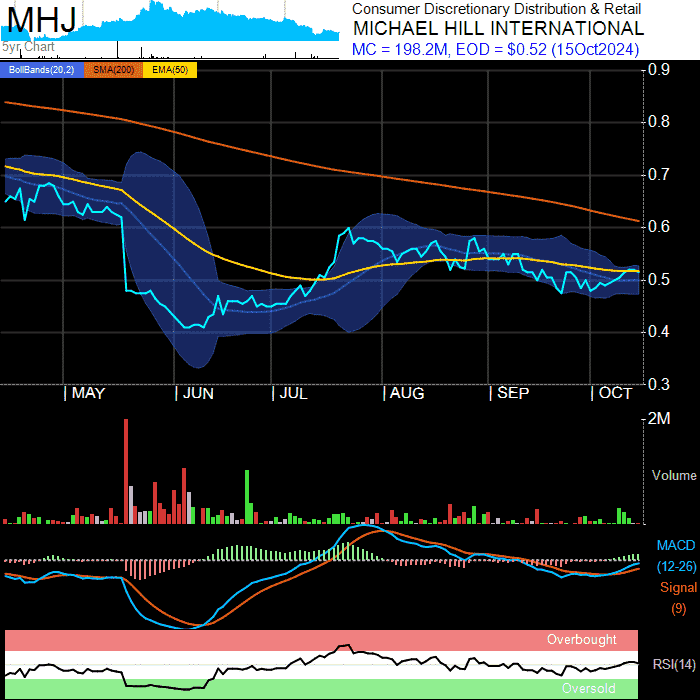 MHJ
5yr Chart
Consumer Discretionary Distribution & Retail
MICHAEL HILL INTERNATIONAL
MC = 198.2M, EOD = $0.52 (15Oct2024)
BollBands(20,2) SMA(200) EMA(50)
0.9
0.8
0.7
0.6
0.5
0.4
0.3
| MAY | JUN | JUL | AUG | SEP | OCT
2M
Volume
MACD
(12-26)
Signal
(9)
Overbought
RSI(14)
Oversold